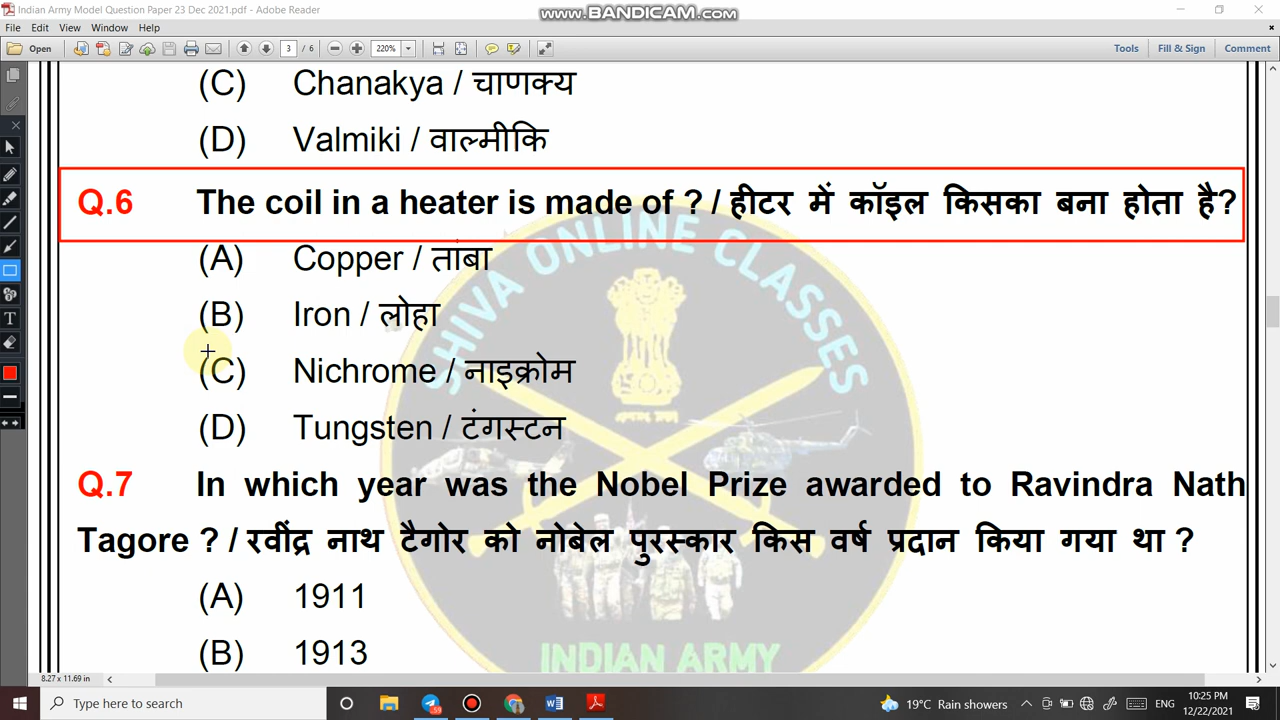 Indian Army Model Question Paper 23 Dec 2021.pdf - Adobe Reader
www.BANDICAM.com
File Edit View Window Help
Open 3 / 6 220% Tools Fill & Sign Comment
(C) Chanakya / चाणक्य
(D) Valmiki / वाल्मीकि
Q.6 The coil in a heater is made of ? / हीटर में कॉइल किसका बना होता है?
(A) Copper / तांबा
(B) Iron / लोहा
(C) Nichrome / नाइक्रोम
(D) Tungsten / टंगस्टन
Q.7 In which year was the Nobel Prize awarded to Ravindra Nath
Tagore ? / रवींद्र नाथ टैगोर को नोबेल पुरस्कार किस वर्ष प्रदान किया गया था ?
(A) 1911
(B) 1913
SHIVA ONLINE CLASSES
INDIAN ARMY
8.27 x 11.69 in
Type here to search
59
19°C Rain showers
ENG
10:25 PM
12/22/2021